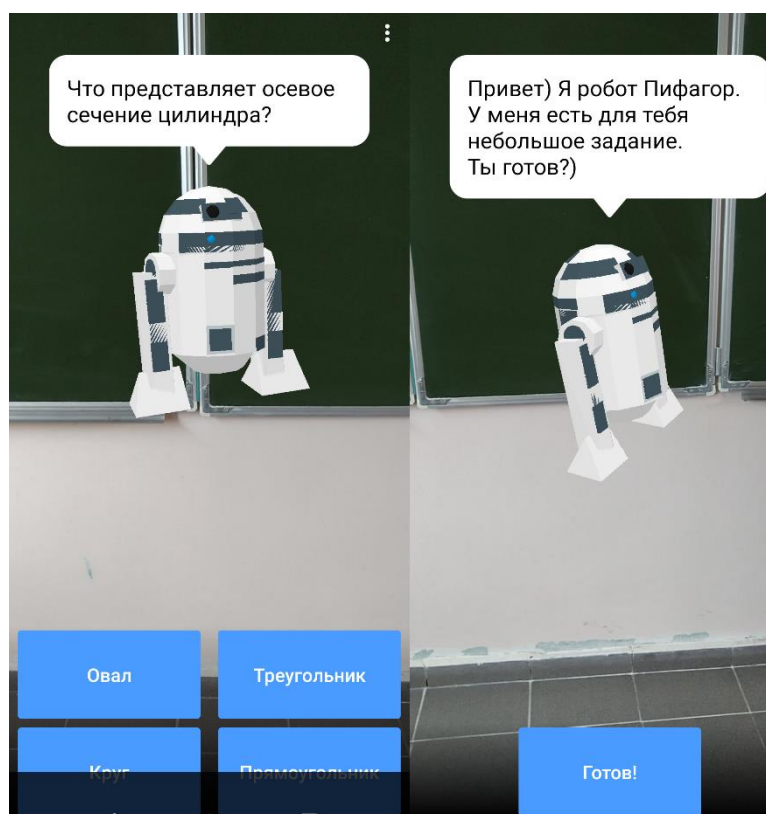 Что представляет осевое
сечение цилиндра?
Овал
Треугольник
Круг
Прямоугольник
Привет) Я робот Пифагор.
У меня есть для тебя
небольшое задание.
Ты готов?)
Готов!